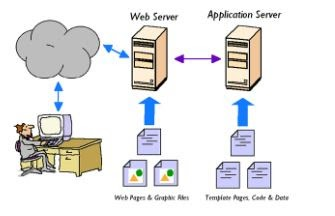 Web Server
Application Server
Web Pages & Graphic Files
Template Pages, Code & Data